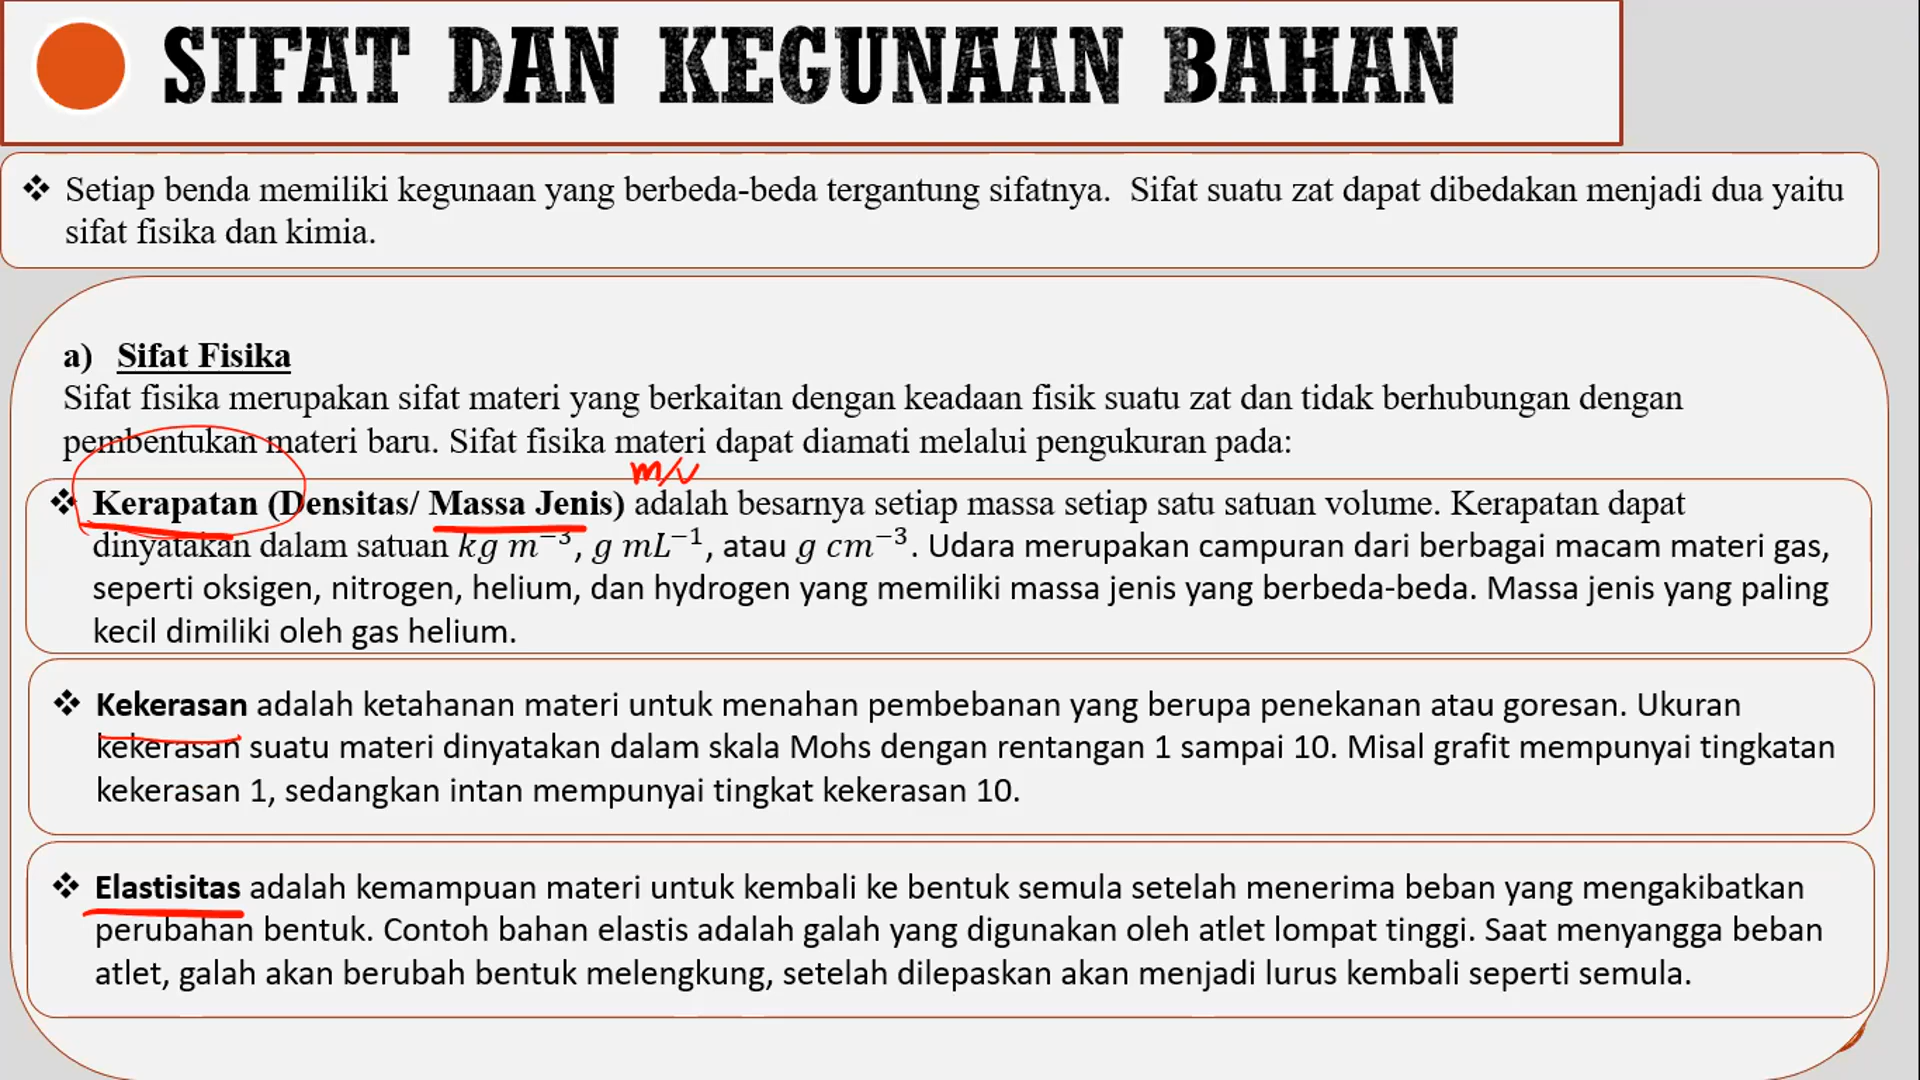 SIFAT DAN KEGUNAAN BAHAN
❖ Setiap benda memiliki kegunaan yang berbeda-beda tergantung sifatnya. Sifat suatu zat dapat dibedakan menjadi dua yaitu
sifat fisika dan kimia.
a) Sifat Fisika
Sifat fisika merupakan sifat materi yang berkaitan dengan keadaan fisik suatu zat dan tidak berhubungan dengan
pembentukan materi baru. Sifat fisika materi dapat diamati melalui pengukuran pada:
m/v
❖ Kerapatan (Densitas/ Massa Jenis) adalah besarnya setiap massa setiap satu satuan volume. Kerapatan dapat
dinyatakan dalam satuan kg m⁻³, g mL⁻¹, atau g cm⁻³. Udara merupakan campuran dari berbagai macam materi gas,
seperti oksigen, nitrogen, helium, dan hydrogen yang memiliki massa jenis yang berbeda-beda. Massa jenis yang paling
kecil dimiliki oleh gas helium.
❖ Kekerasan adalah ketahanan materi untuk menahan pembebanan yang berupa penekanan atau goresan. Ukuran
kekerasan suatu materi dinyatakan dalam skala Mohs dengan rentangan 1 sampai 10. Misal grafit mempunyai tingkatan
kekerasan 1, sedangkan intan mempunyai tingkat kekerasan 10.
❖ Elastisitas adalah kemampuan materi untuk kembali ke bentuk semula setelah menerima beban yang mengakibatkan
perubahan bentuk. Contoh bahan elastis adalah galah yang digunakan oleh atlet lompat tinggi. Saat menyangga beban
atlet, galah akan berubah bentuk melengkung, setelah dilepaskan akan menjadi lurus kembali seperti semula.